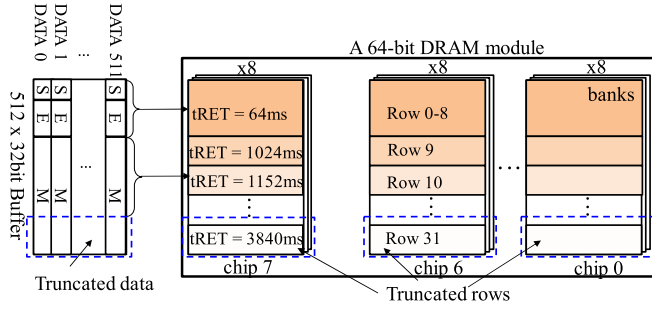 DATA 0
DATA 1
...
DATA 511
S
S
S
E
E
E
M
M
...
M
512 x 32bit Buffer
Truncated data
A 64-bit DRAM module
x8
x8
x8
tRET = 64ms
tRET = 1024ms
tRET = 1152ms
tRET = 3840ms
Row 0-8
Row 9
Row 10
Row 31
banks
...
chip 7
chip 6
chip 0
Truncated rows